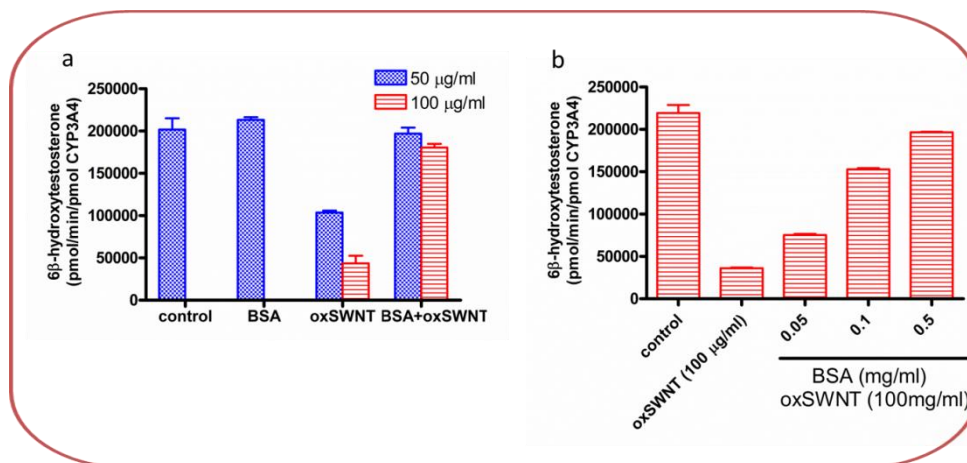 a
50 μg/ml
100 μg/ml
6β-hydroxytestosterone
(pmol/min/pmol CYP3A4)
250000
200000
150000
100000
50000
0
control BSA oxSWNT BSA+oxSWNT
b
6β-hydroxytestosterone
(pmol/min/pmol CYP3A4)
250000
200000
150000
100000
50000
0
control
oxSWNT (100 μg/ml)
0.05
0.1
0.5
BSA (mg/ml)
oxSWNT (100mg/ml)